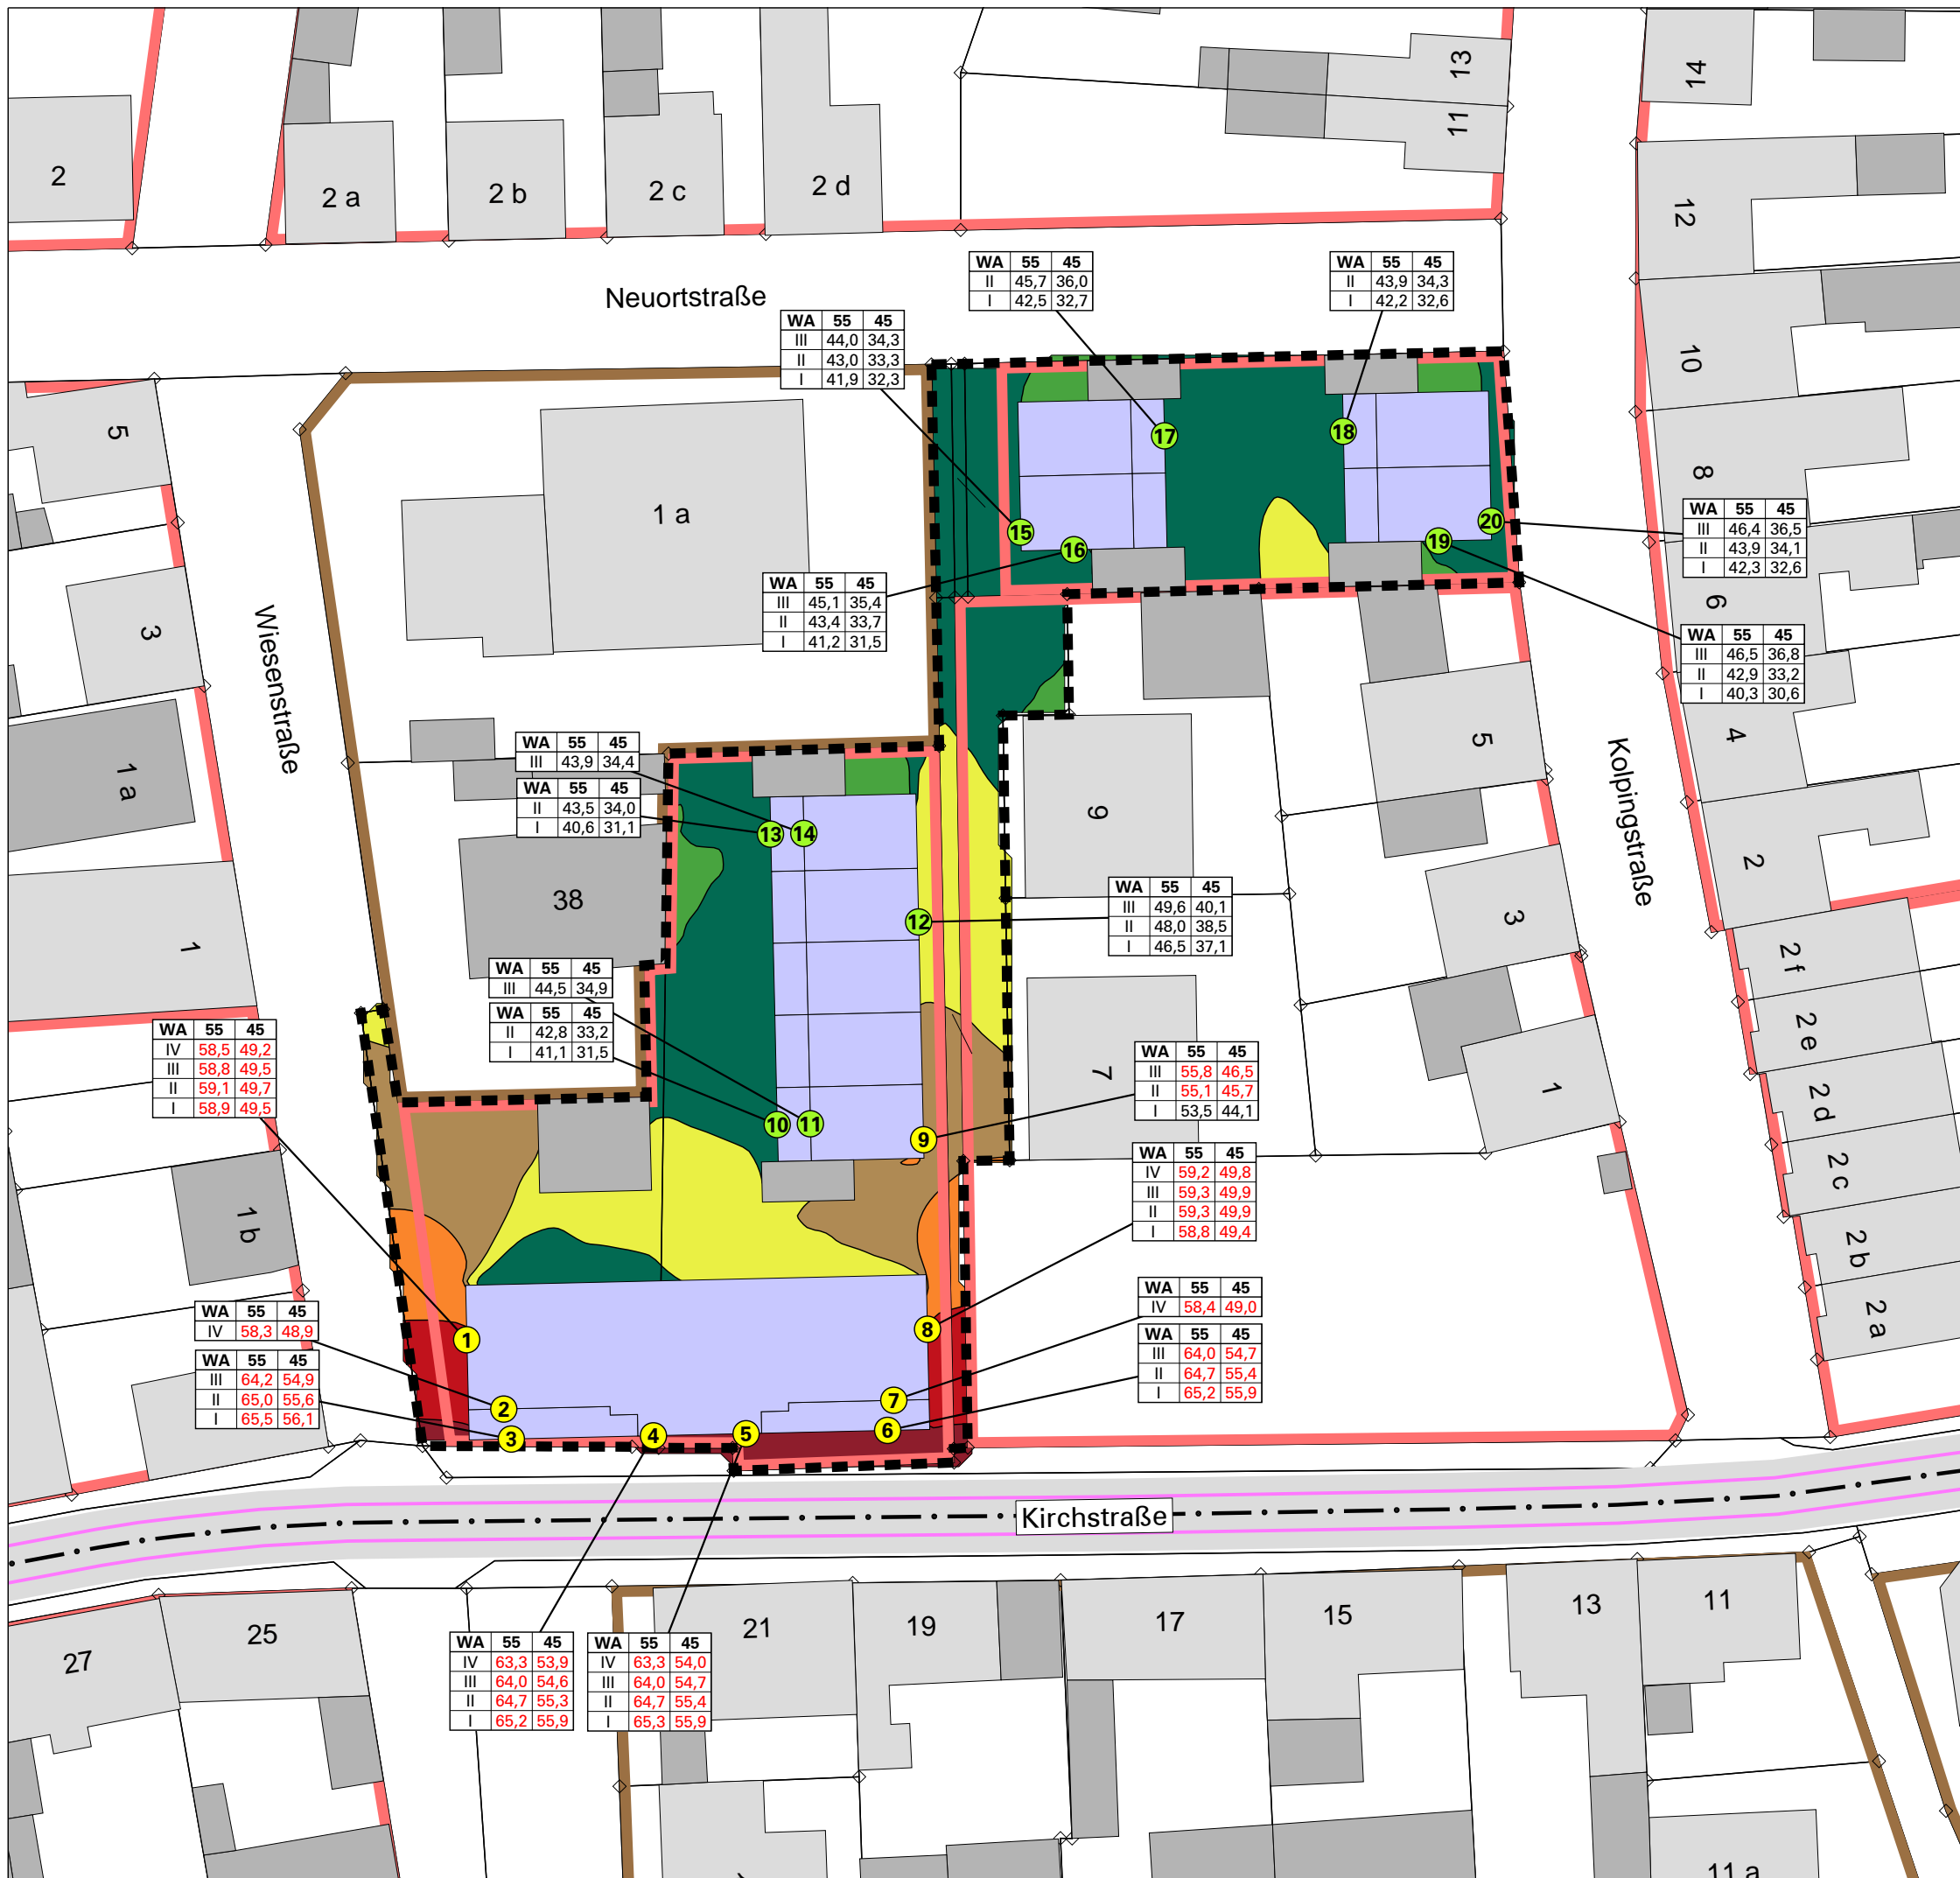 13
14
11
2
2 a
2 b
2 c
2 d
12
Neuortstraße
WA 55 45
II 45,7 36,0
I 42,5 32,7
WA 55 45
II 43,9 34,3
I 42,2 32,6
WA 55 45
III 44,0 34,3
II 43,0 33,3
I 41,9 32,3
10
5
17
18
8
1 a
15
16
19
20
WA 55 45
III 46,4 36,5
II 43,9 34,1
I 42,3 32,6
WA 55 45
III 45,1 35,4
II 43,4 33,7
I 41,2 31,5
6
3
Wiesenstraße
WA 55 45
III 46,5 36,8
II 42,9 33,2
I 40,3 30,6
4
5
Kolpingstraße
1 a
WA 55 45
III 43,9 34,4
WA 55 45
II 43,5 34,0
I 40,6 31,1
13
14
9
2
38
12
WA 55 45
III 49,6 40,1
II 48,0 38,5
I 46,5 37,1
3
1
2 f
WA 55 45
III 44,5 34,9
WA 55 45
II 42,8 33,2
I 41,1 31,5
2 e
WA 55 45
IV 58,5 49,2
III 58,8 49,5
II 59,1 49,7
I 58,9 49,5
7
WA 55 45
III 55,8 46,5
II 55,1 45,7
I 53,5 44,1
1
2 d
10
11
9
WA 55 45
IV 59,2 49,8
III 59,3 49,9
II 59,3 49,9
I 58,8 49,4
2 c
1 b
2 b
WA 55 45
IV 58,3 48,9
WA 55 45
III 64,2 54,9
II 65,0 55,6
I 65,5 56,1
1
8
WA 55 45
IV 58,4 49,0
WA 55 45
III 64,0 54,7
II 64,7 55,4
I 65,2 55,9
2 a
2
7
3
4
5
6
Kirchstraße
27
25
21
19
17
15
13
11
WA 55 45
IV 63,3 53,9
III 64,0 54,6
II 64,7 55,3
I 65,2 55,9
WA 55 45
IV 63,3 54,0
III 64,0 54,7
II 64,7 55,4
I 65,3 55,9
11 a